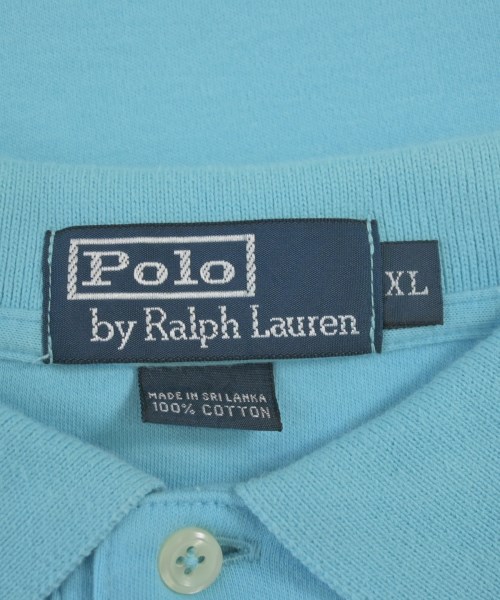 Polo
by Ralph Lauren
XL
MADE IN SRI LANKA
100% COTTON